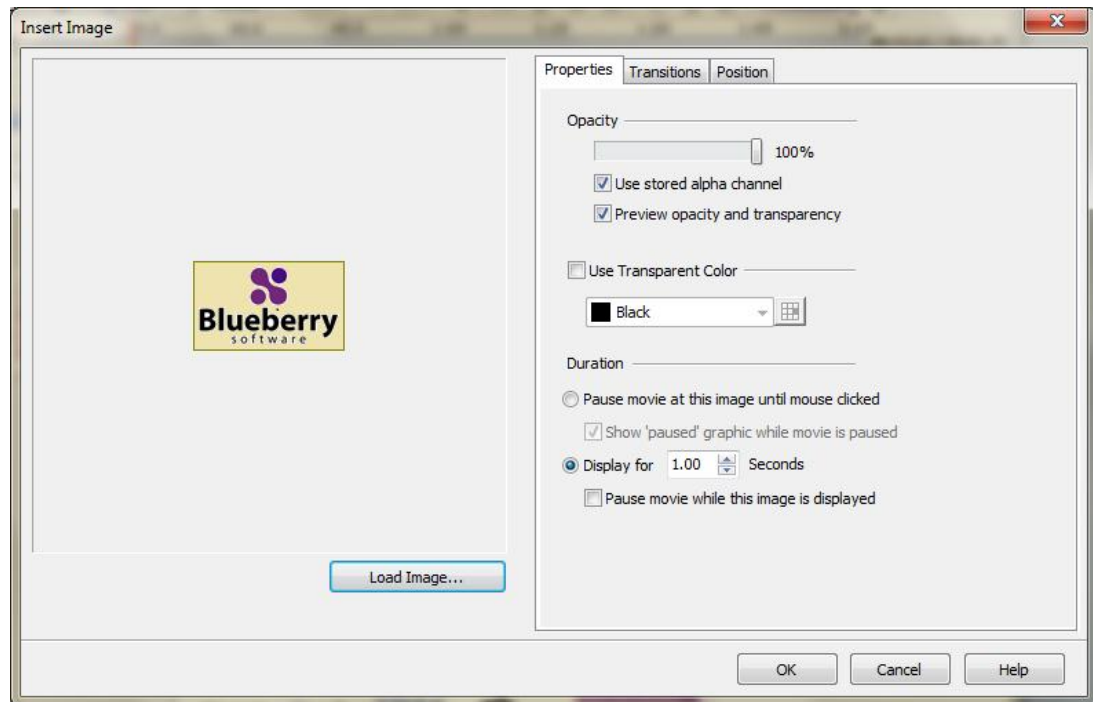 Insert Image
Properties Transitions Position
Opacity
100%
Use stored alpha channel
Preview opacity and transparency
Use Transparent Color
Black
Blueberry
software
Duration
Pause movie at this image until mouse clicked
Show 'paused' graphic while movie is paused
Display for 1.00 Seconds
Pause movie while this image is displayed
Load Image...
OK Cancel Help